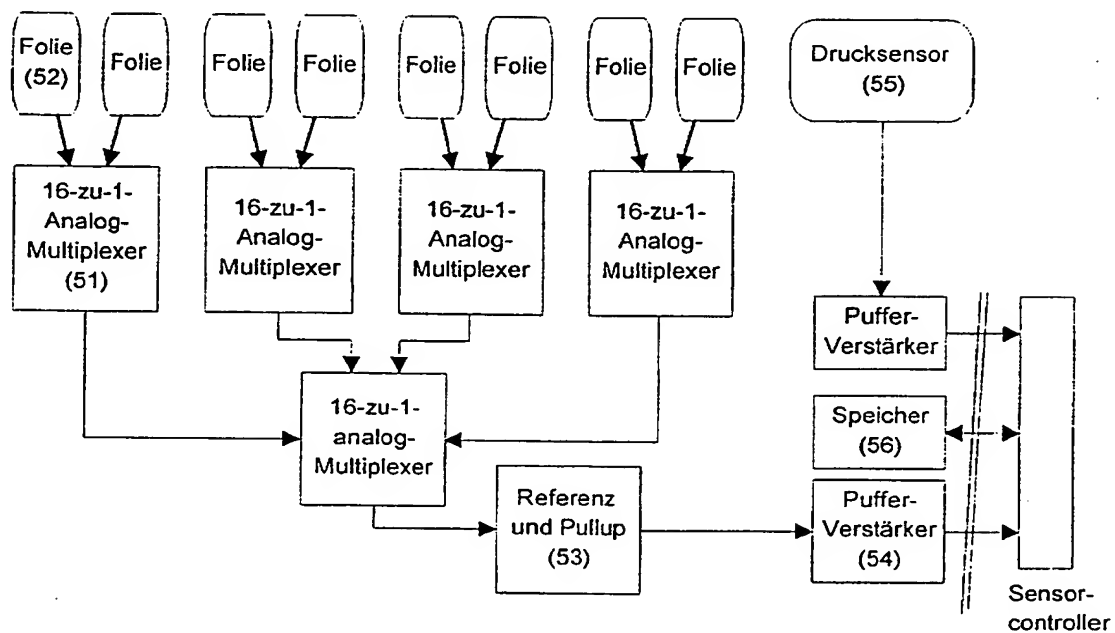 Folie
(52)
Folie
Folie
Folie
Folie
Folie
Folie
Folie
Drucksensor
(55)
16-zu-1-
Analog-
Multiplexer
(51)
16-zu-1-
Analog-
Multiplexer
16-zu-1-
Analog-
Multiplexer
16-zu-1-
Analog-
Multiplexer
Puffer-
Verstärker
16-zu-1-
analog-
Multiplexer
Speicher
(56)
Referenz
und Pullup
(53)
Puffer-
Verstärker
(54)
Sensor-
controller